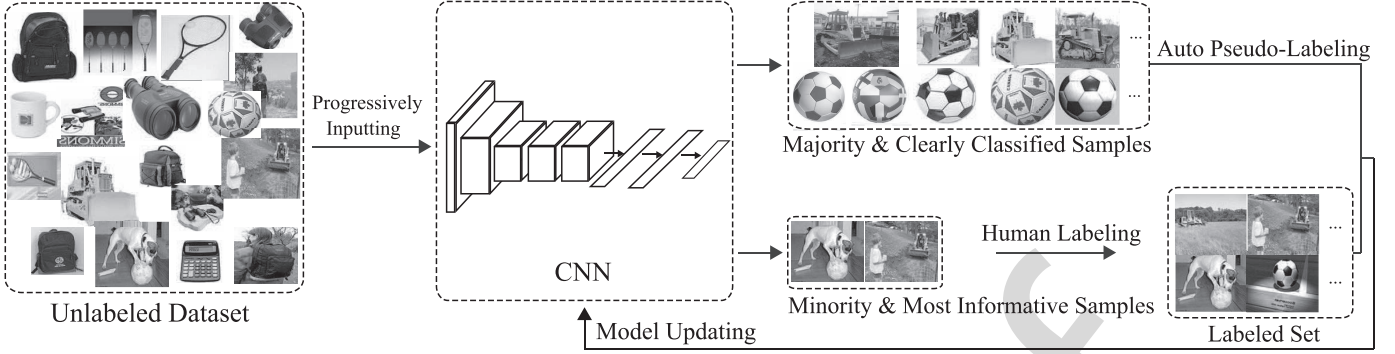 Progressively
Inputting
Unlabeled Dataset
CNN
Majority & Clearly Classified Samples
Auto Pseudo-Labeling
Minority & Most Informative Samples
Human Labeling
Labeled Set
Model Updating